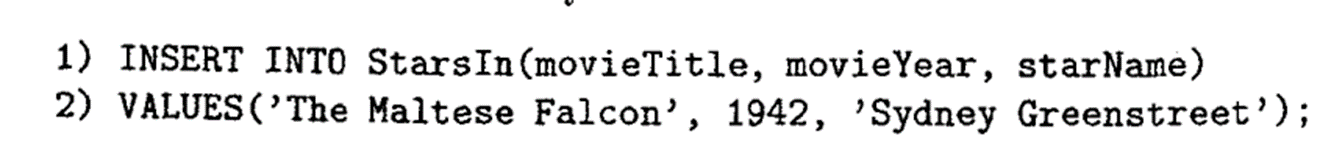 1) INSERT INTO StarsIn(movieTitle, movieYear, starName)
2) VALUES('The Maltese Falcon', 1942, 'Sydney Greenstreet');